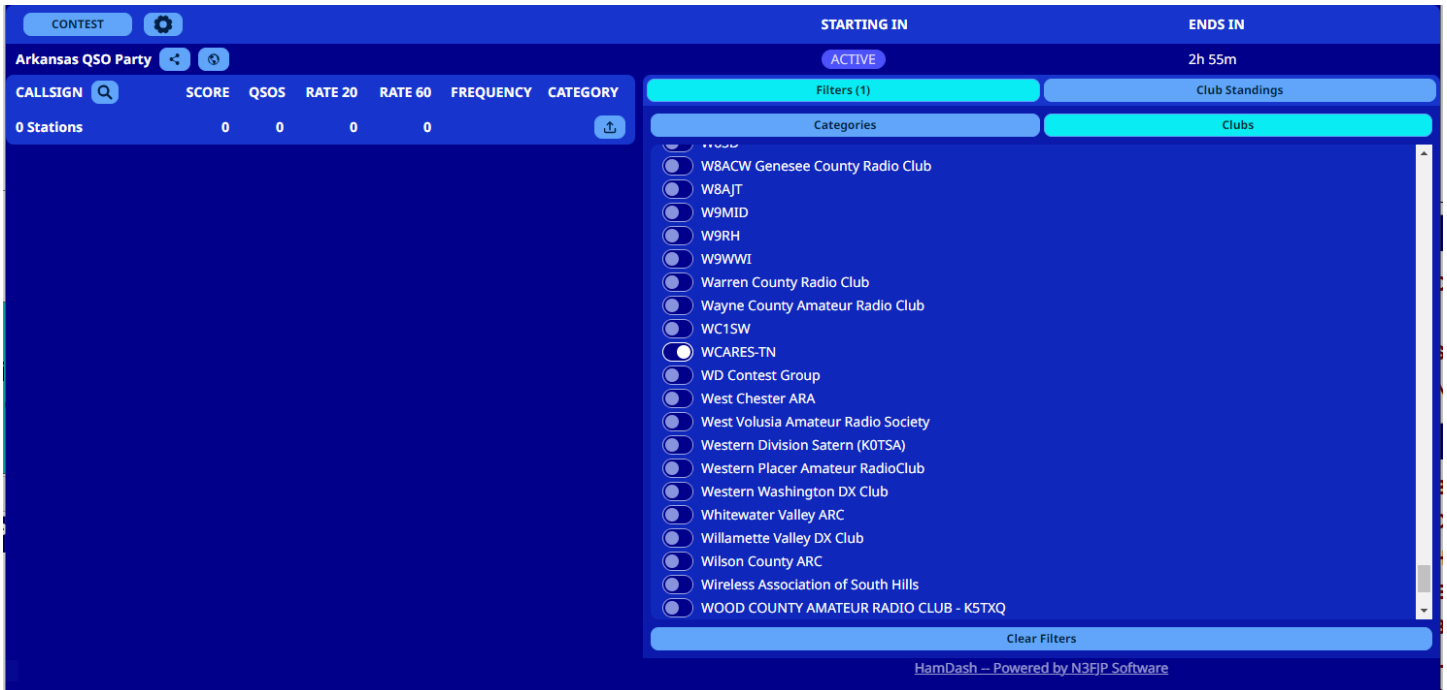 CONTEST STARTING IN ENDS IN
Arkansas QSO Party ACTIVE 2h 55m
CALLSIGN SCORE QSOS RATE 20 RATE 60 FREQUENCY CATEGORY
0 Stations 0 0 0 0
Filters (1) Club Standings
Categories Clubs
W8ACW Genesee County Radio Club
W8AJT
W9MID
W9RH
W9WWI
Warren County Radio Club
Wayne County Amateur Radio Club
WC1SW
WCARES-TN
WD Contest Group
West Chester ARA
West Volusia Amateur Radio Society
Western Division Satern (K0TSA)
Western Placer Amateur RadioClub
Western Washington DX Club
Whitewater Valley ARC
Willamette Valley DX Club
Wilson County ARC
Wireless Association of South Hills
WOOD COUNTY AMATEUR RADIO CLUB - K5TXQ
Clear Filters
HamDash -- Powered by N3FJP Software